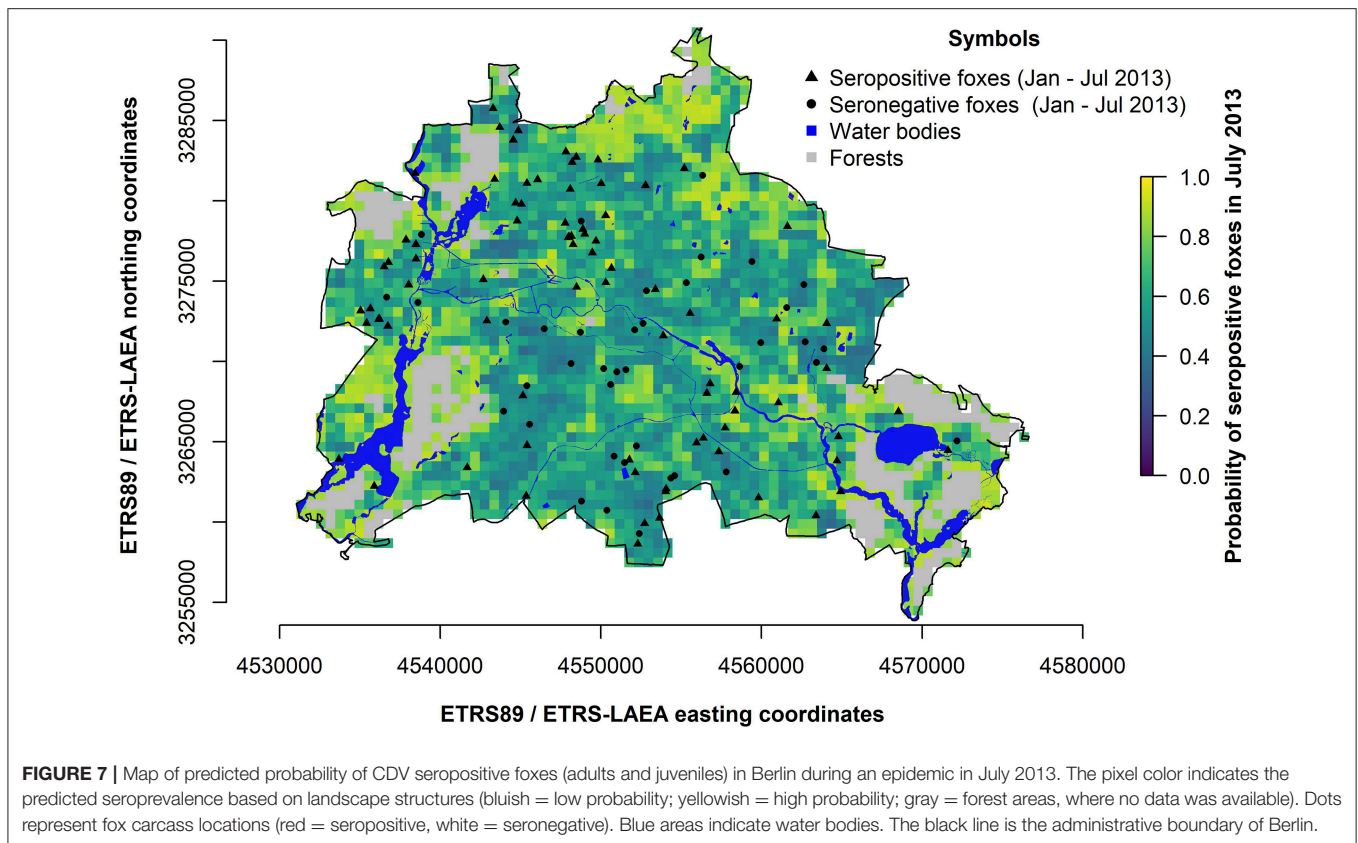 Symbols
Seropositive foxes (Jan - Jul 2013)
Seronegative foxes (Jan - Jul 2013)
Water bodies
Forests
ETRS89 / ETRS-LAEA northing coordinates
3285000
3275000
3265000
32550000
4530000 4540000 4550000 4560000 4570000 4580000
ETRS89 / ETRS-LAEA easting coordinates
1.0
0.8
0.6
0.4
0.2
0.0
Probability of seropositive foxes in July 2013
FIGURE 7 | Map of predicted probability of CDV seropositive foxes (adults and juveniles) in Berlin during an epidemic in July 2013. The pixel color indicates the
predicted seroprevalence based on landscape structures (bluish = low probability; yellowish = high probability; gray = forest areas, where no data was available). Dots
represent fox carcass locations (red = seropositive, white = seronegative). Blue areas indicate water bodies. The black line is the administrative boundary of Berlin.